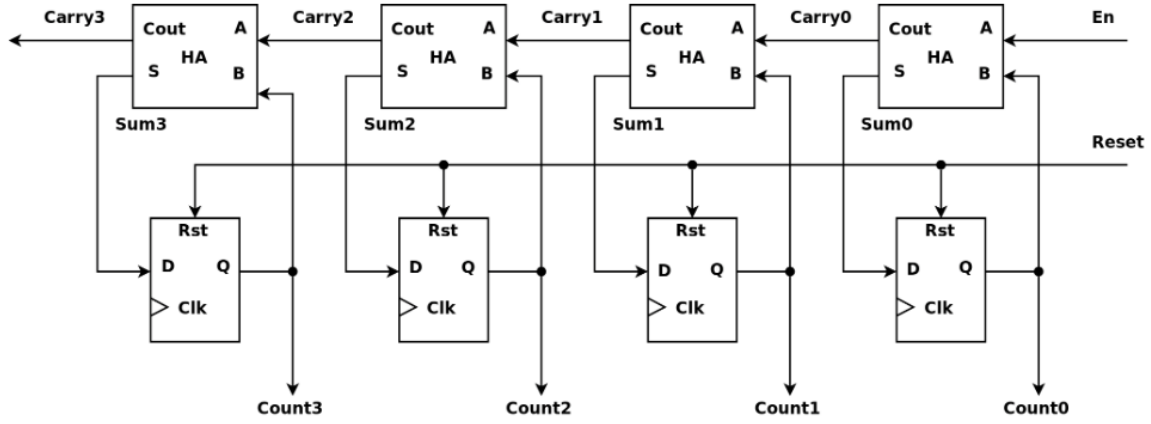 Carry3 Carry2 Carry1 Carry0 En
Cout A Cout A Cout A Cout A
HA HA HA HA
S B S B S B S B
Sum3 Sum2 Sum1 Sum0
Reset
Rst Rst Rst Rst
D Q D Q D Q D Q
Clk Clk Clk Clk
Count3 Count2 Count1 Count0